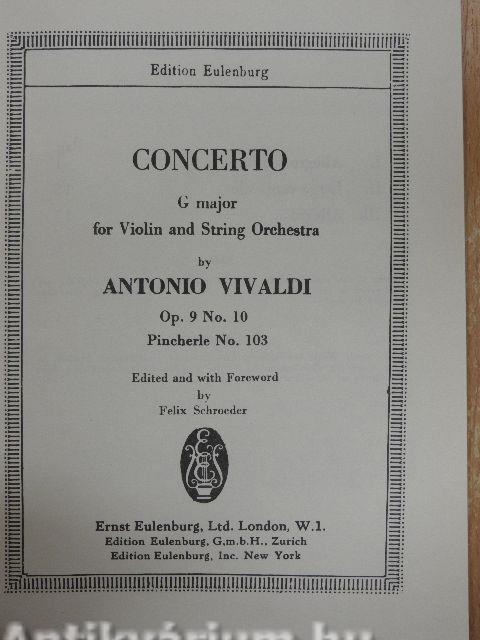 Edition Eulenburg
CONCERTO
G major
for Violin and String Orchestra
by
ANTONIO VIVALDI
Op. 9 No. 10
Pincherle No. 103
Edited and with Foreword
by
Felix Schroeder
Ernst Eulenburg, Ltd. London, W.1.
Edition Eulenburg, G,m.b.H., Zurich
Edition Eulenburg, Inc. New York
Antikvárium.hu